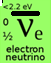 <2.2 eV
0
½
νe
electron
neutrino